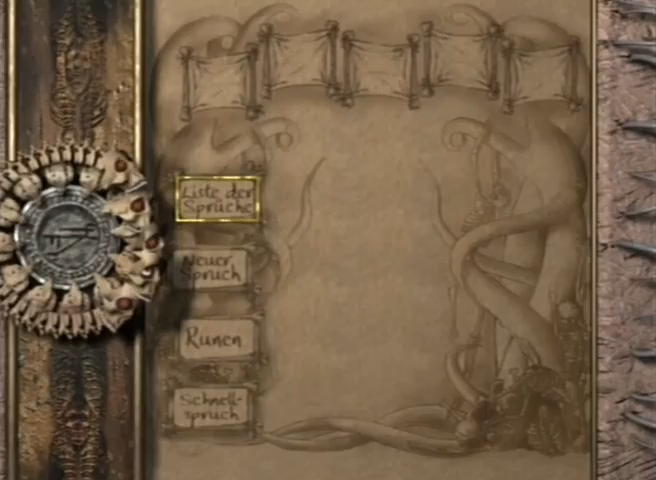 Liste der
Sprüche
Neuer
Spruch
Runen
Schnell-
spruch